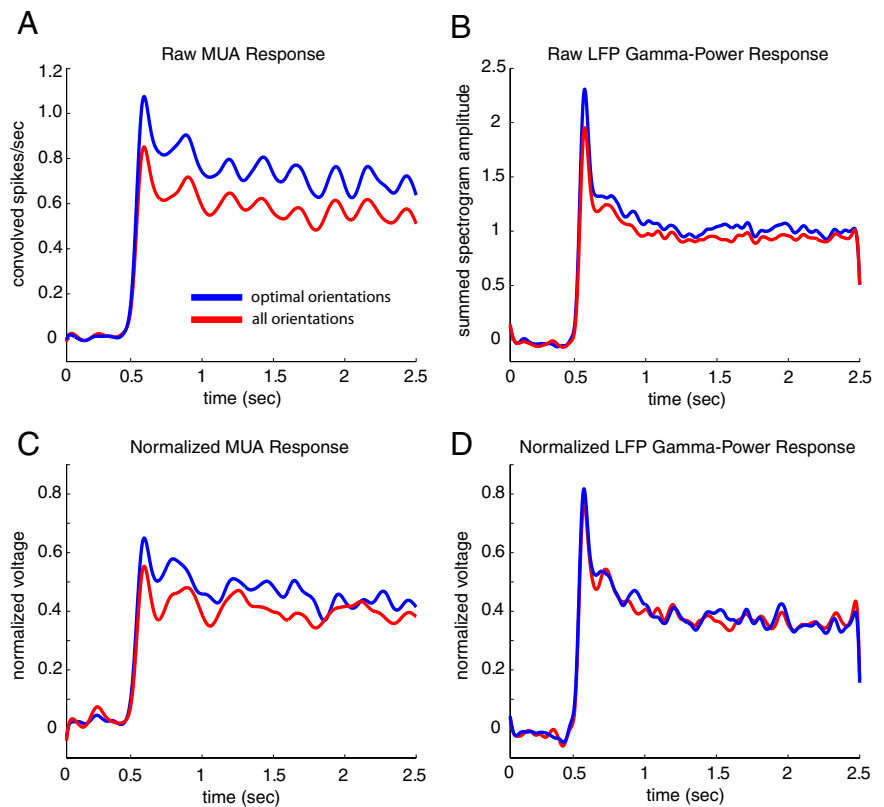 A
Raw MUA Response
convolved spikes/sec
1.2
1.0
0.8
0.6
0.4
0.2
0
optimal orientations
all orientations
0
0.5
1
1.5
2
2.5
time (sec)
B
Raw LFP Gamma-Power Response
summed spectrogram amplitude
2.5
2
1.5
1
0.5
0
0
0.5
1
1.5
2
2.5
time (sec)
C
Normalized MUA Response
normalized voltage
0.8
0.6
0.4
0.2
0
0
0.5
1
1.5
2
2.5
time (sec)
D
Normalized LFP Gamma-Power Response
normalized voltage
0.8
0.6
0.4
0.2
0
0
0.5
1
1.5
2
2.5
time (sec)